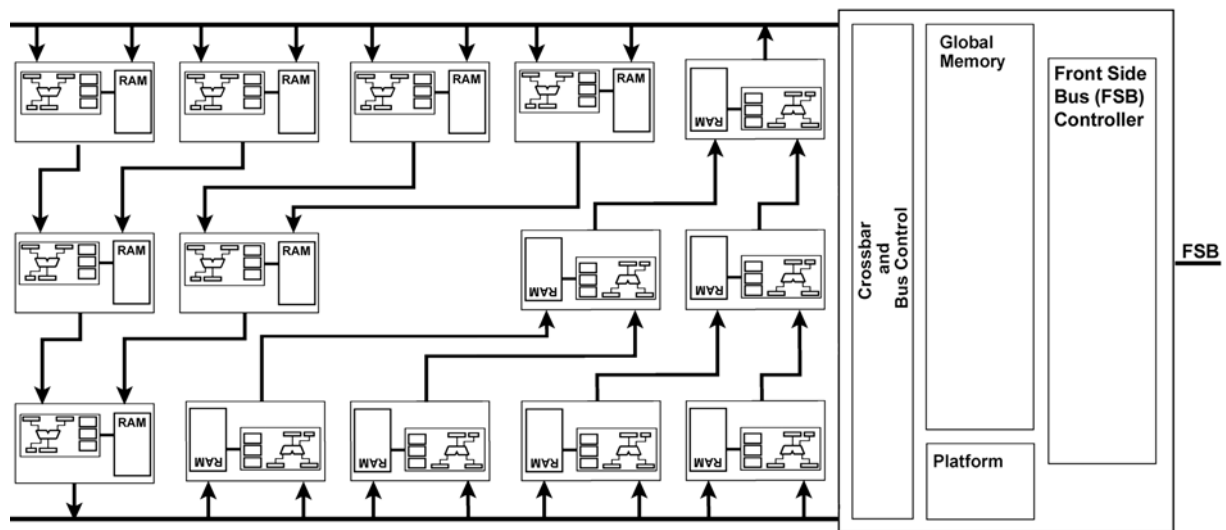 RAM
RAM
RAM
RAM
RAM
RAM
RAM
RAM
RAM
RAM
RAM
RAM
RAM
RAM
Crossbar
and
Bus Control
Global
Memory
Platform
Front Side
Bus (FSB)
Controller
FSB